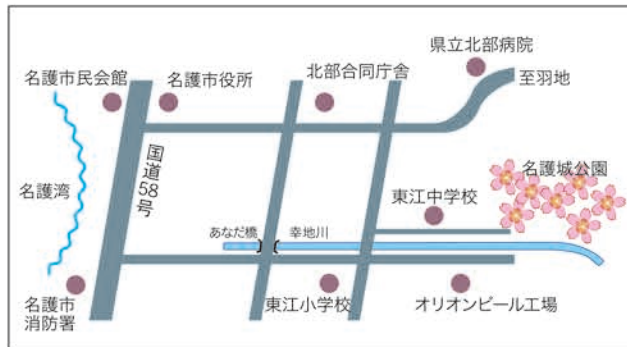 県立北部病院
名護市民会館
名護市役所
北部合同庁舎
至羽地
国道58号
名護湾
名護城公園
東江中学校
あなだ橋
幸地川
名護市
消防署
東江小学校
オリオンビール工場